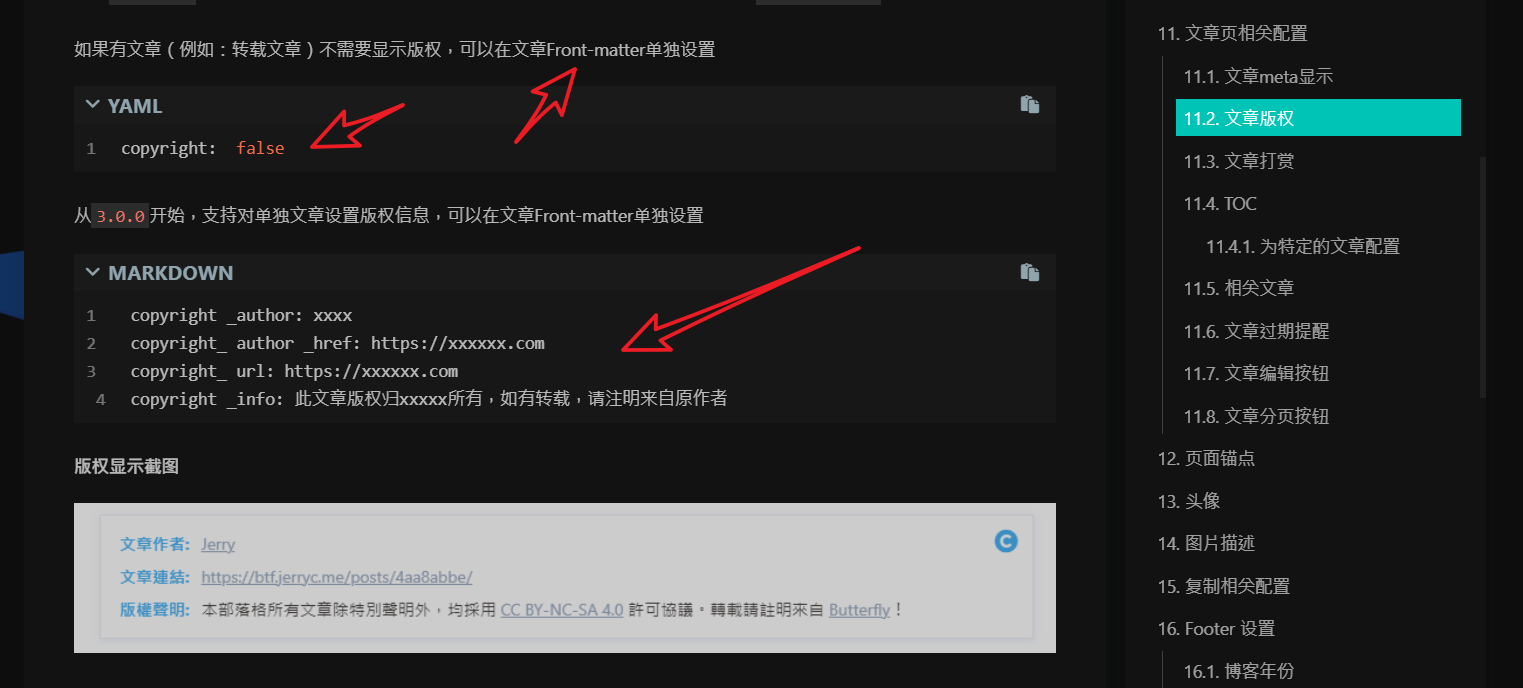 如果有文章（例如：转载文章）不需要显示版权，可以在文章Front-matter单独设置
YAML
1 copyright: false
从3.0.0开始，支持对单独文章设置版权信息，可以在文章Front-matter单独设置
MARKDOWN
1 copyright _author: xxxx
2 copyright_ author _href: https://xxxxxx.com
3 copyright_ url: https://xxxxxx.com
4 copyright _info: 此文章版权归xxxxx所有，如有转载，请注明来自原作者
版权显示截图
文章作者: Jerry
文章連結: https://btf.jerryc.me/posts/4aa8abbe/
版權聲明: 本部落格所有文章除特別聲明外，均採用 CC BY-NC-SA 4.0 許可協議。轉載請註明來自 Butterfly！
11. 文章页相关配置
11.1. 文章meta显示
11.2. 文章版权
11.3. 文章打赏
11.4. TOC
11.4.1. 为特定的文章配置
11.5. 相关文章
11.6. 文章过期提醒
11.7. 文章编辑按钮
11.8. 文章分页按钮
12. 页面锚点
13. 头像
14. 图片描述
15. 复制相关配置
16. Footer 设置
16.1. 博客年份